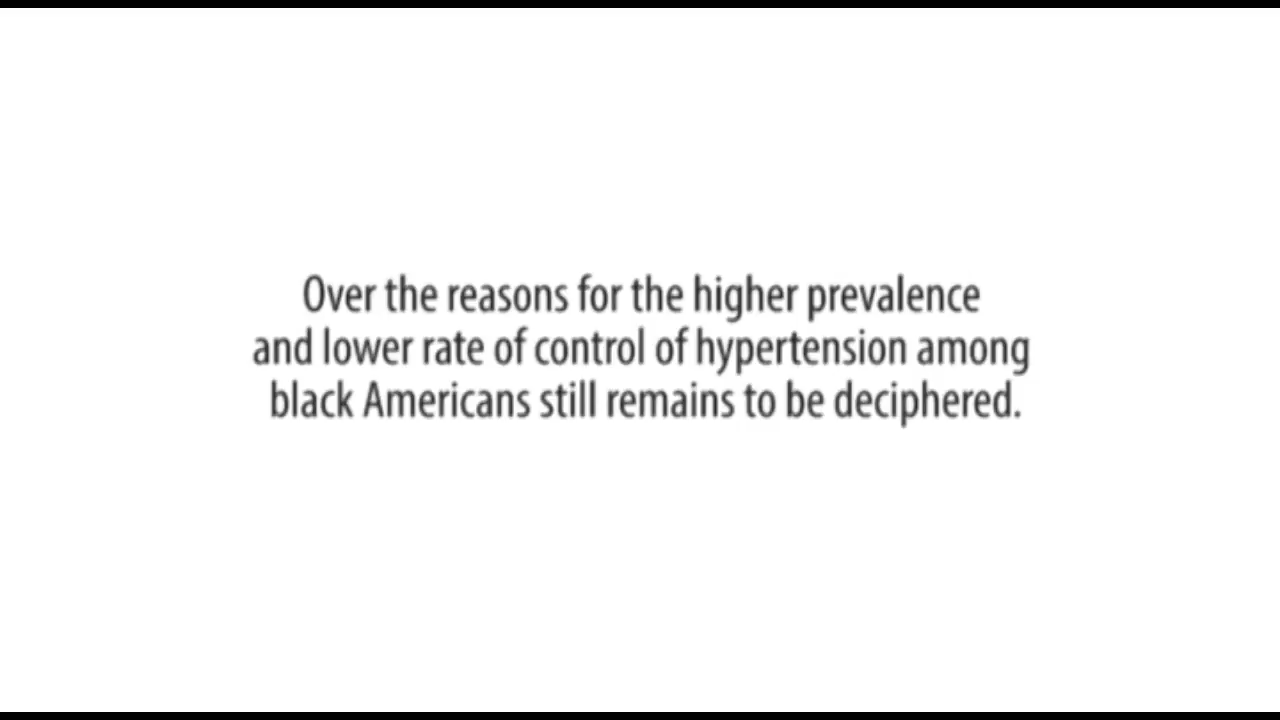 Over the reasons for the higher prevalence
and lower rate of control of hypertension among
black Americans still remains to be deciphered.